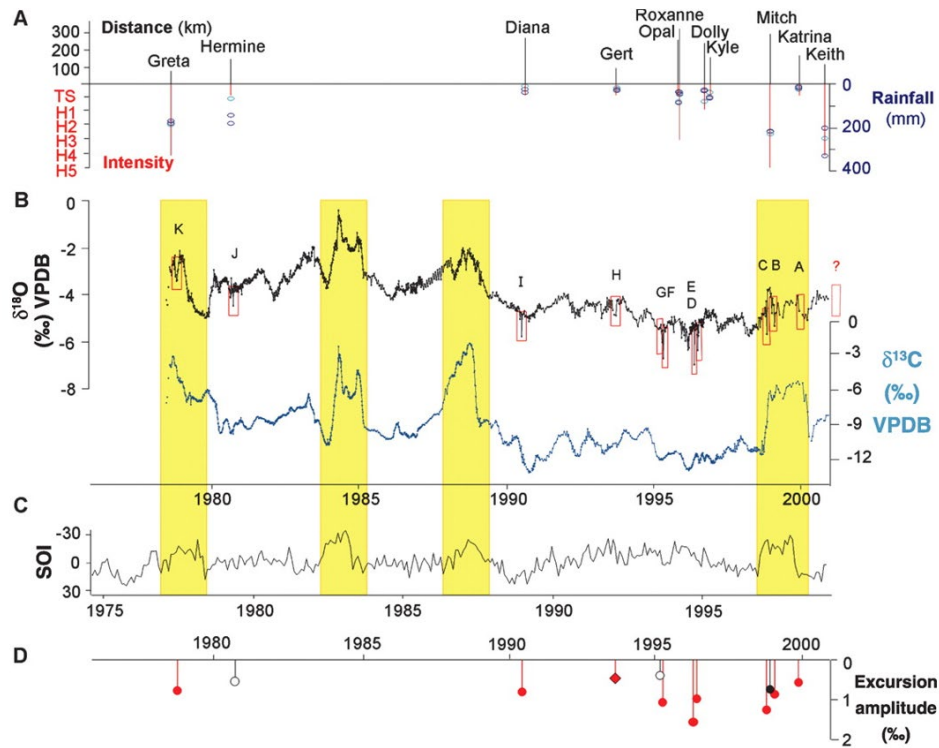 A
Distance (km)
300
200
100
Greta
Hermine
Diana
Gert
Roxanne
Opal
Dolly
Kyle
Mitch
Katrina
Keith
TS
H1
H2
H3
H4
H5
Intensity
0
200
400
Rainfall
(mm)
B
0
-2
-4
-6
-8
δ18O
(‰) VPDB
K
J
I
H
GF
E
D
C B A
?
0
-3
-6
-9
-12
δ13C
(‰)
VPDB
1980 1985 1990 1995 2000
C
SOI
-30
0
30
1975 1980 1985 1990 1995
D
1980 1985 1990 1995 2000
0
1
2
Excursion
amplitude
(‰)